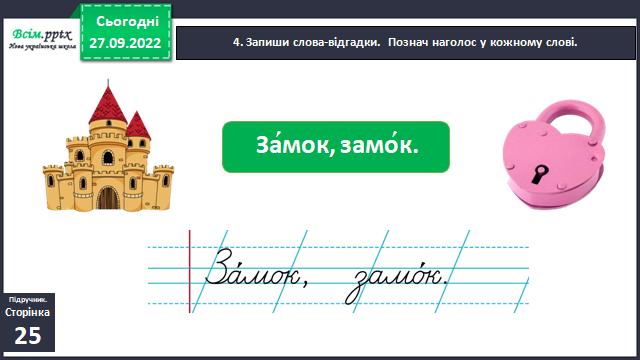 Всім.pptx
Нова українська школа
Сьогодні
27.09.2022
4. Запиши слова-відгадки. Познач наголос у кожному слові.
За́мок, замо́к.
За́мок, замо́к.
Підручник.
Сторінка
25